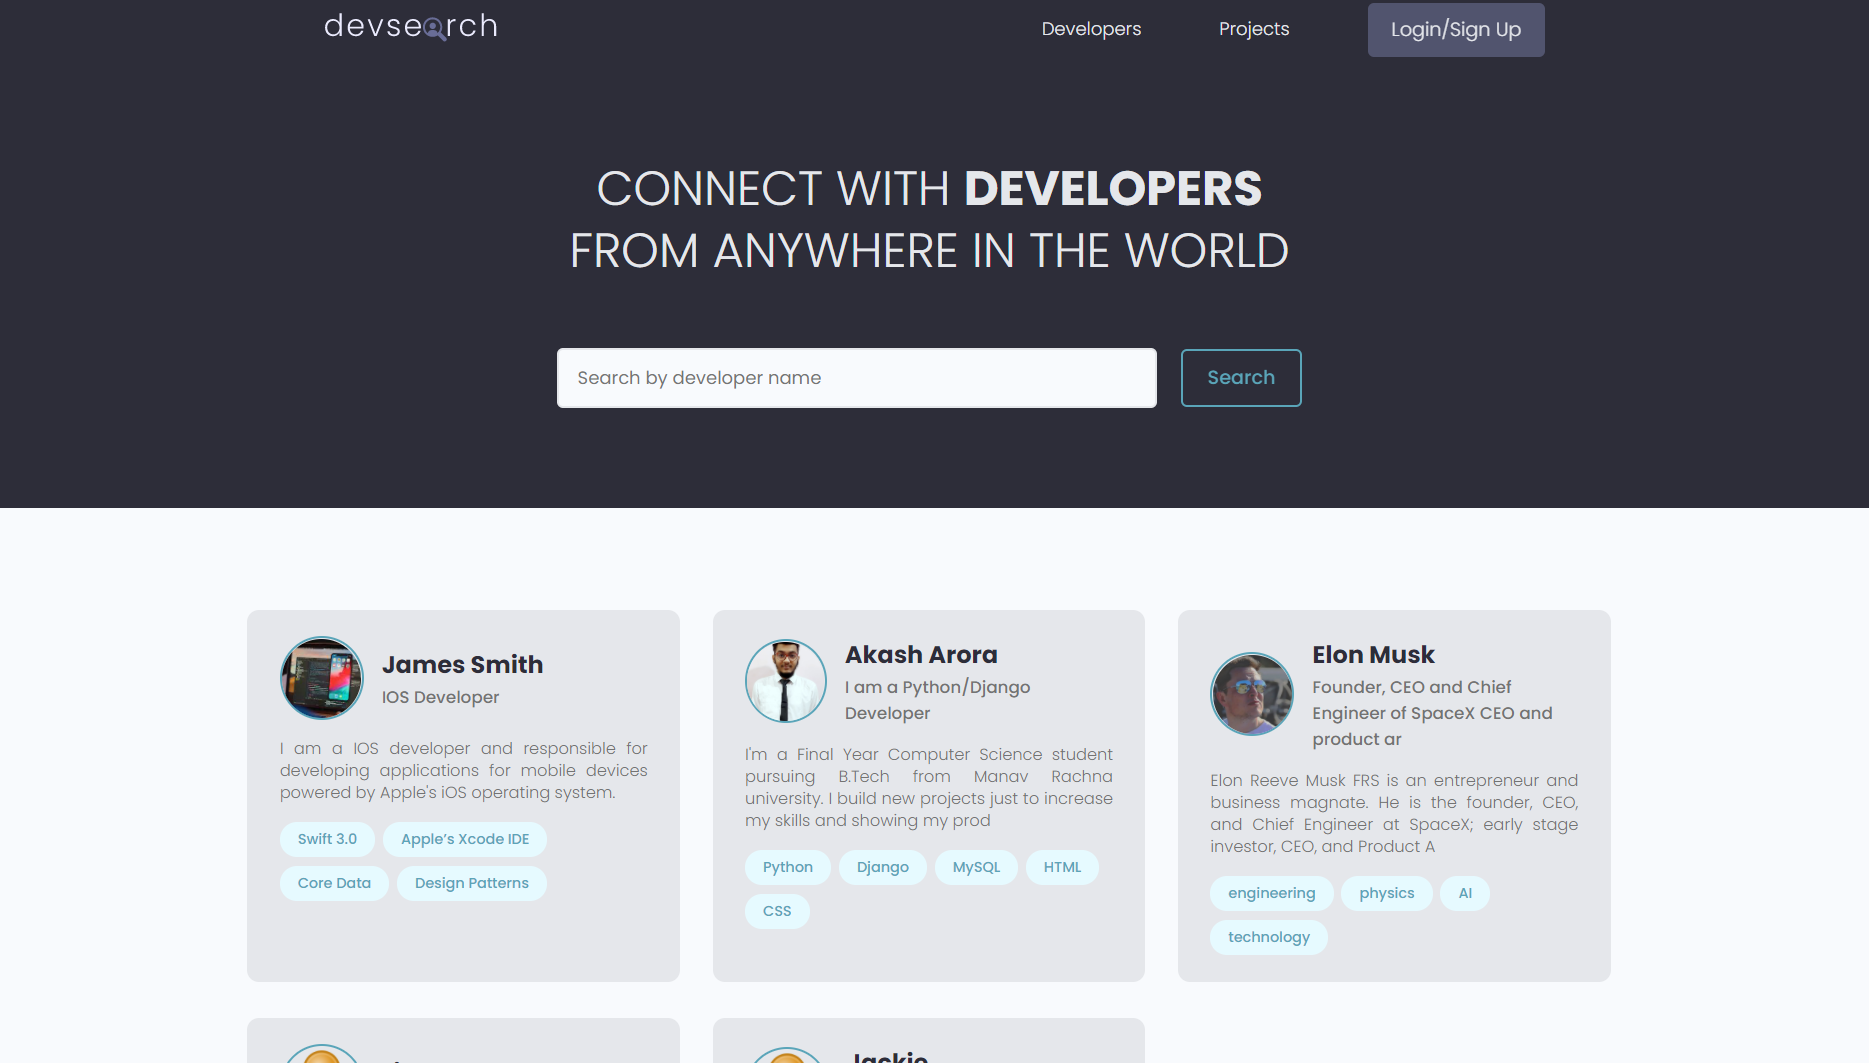 devsearch
Developers
Projects
Login/Sign Up
CONNECT WITH DEVELOPERS
FROM ANYWHERE IN THE WORLD
Search by developer name
Search
James Smith
IOS Developer
I am a IOS developer and responsible for
developing applications for mobile devices
powered by Apple's iOS operating system.
Swift 3.0
Apple’s Xcode IDE
Core Data
Design Patterns
Akash Arora
I am a Python/Django
Developer
I'm a Final Year Computer Science student
pursuing B.Tech from Manav Rachna
university. I build new projects just to increase
my skills and showing my prod
Python
Django
MySQL
HTML
CSS
Elon Musk
Founder, CEO and Chief
Engineer of SpaceX CEO and
product ar
Elon Reeve Musk FRS is an entrepreneur and
business magnate. He is the founder, CEO,
and Chief Engineer at SpaceX; early stage
investor, CEO, and Product A
engineering
physics
AI
technology
Jackie